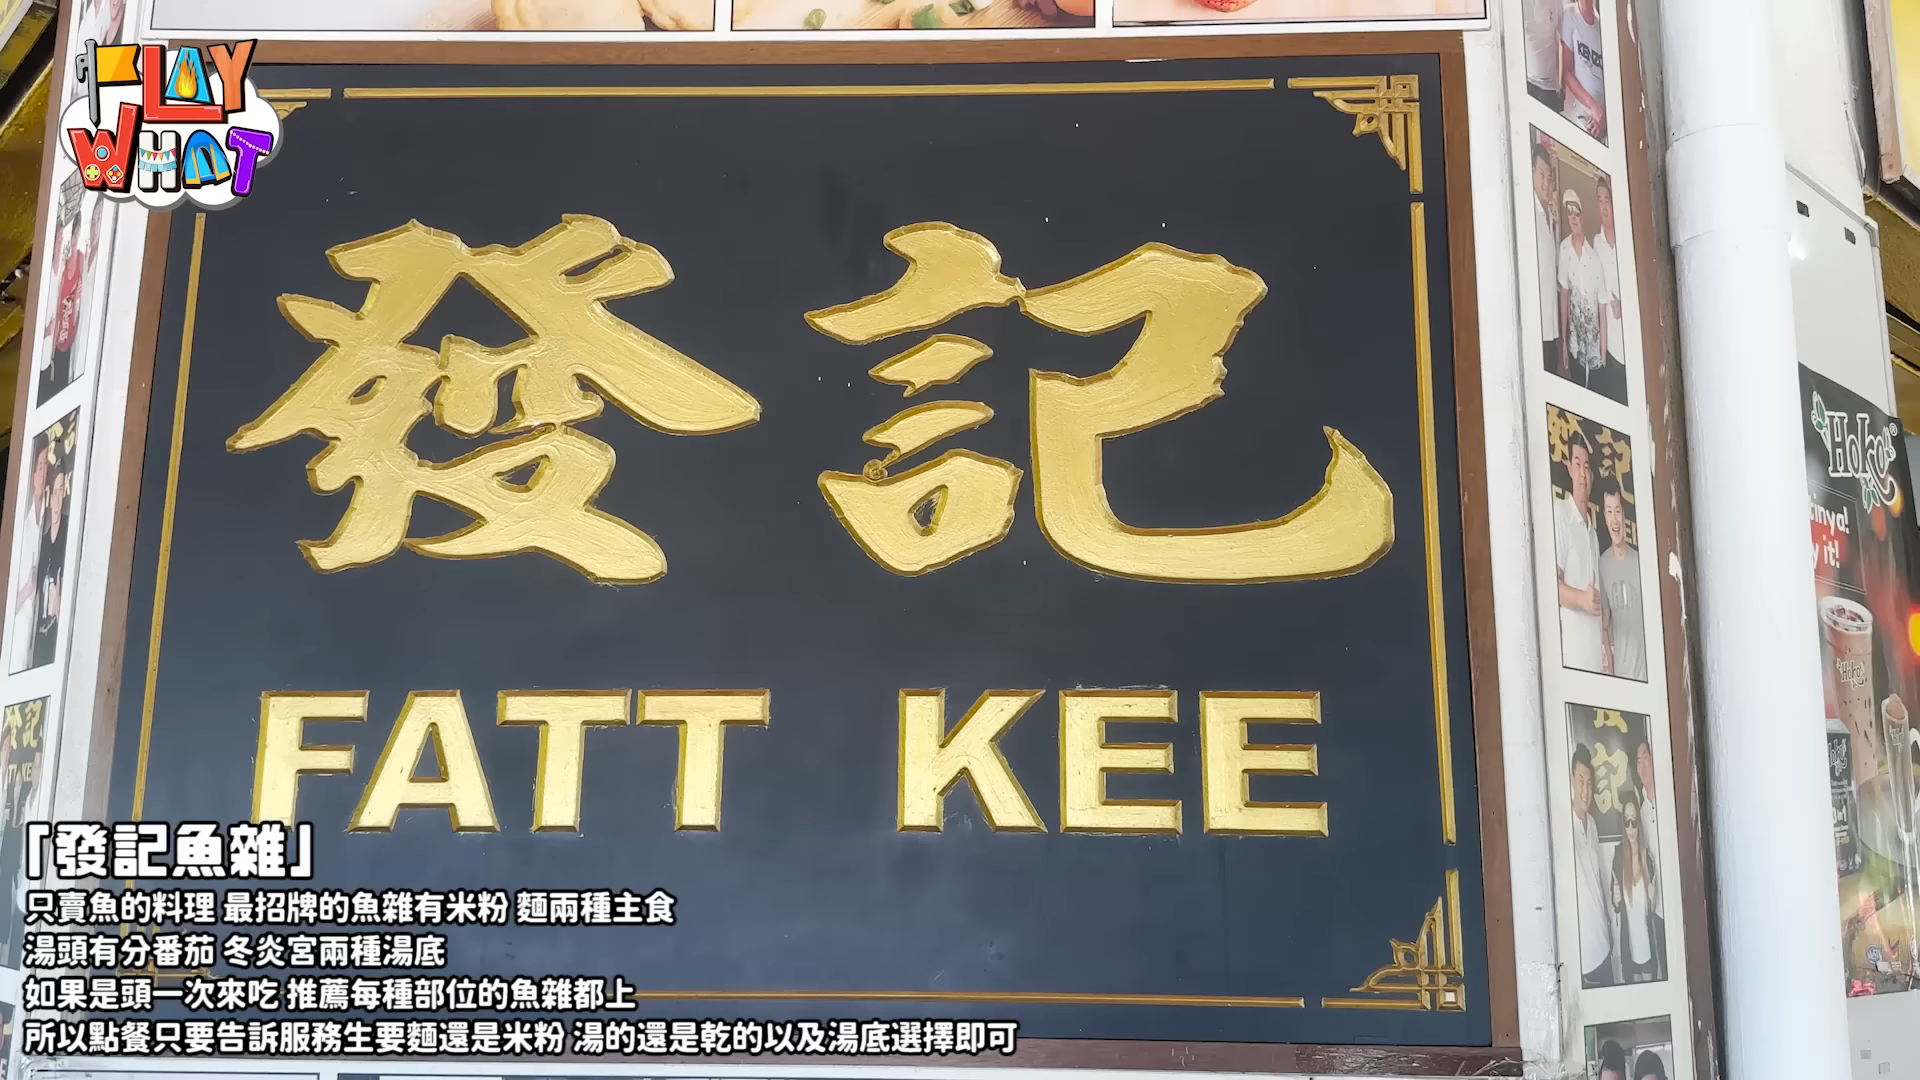 PLAY
WHAT
發記
FATT KEE
「發記魚雜」
只賣魚的料理 最招牌的魚雜有米粉 麵兩種主食
湯頭有分番茄 冬炎宮兩種湯底
如果是頭一次來吃 推薦每種部位的魚雜都上
所以點餐只要告訴服務生要麵還是米粉 湯的還是乾的以及湯底選擇即可
Hoko
y it!